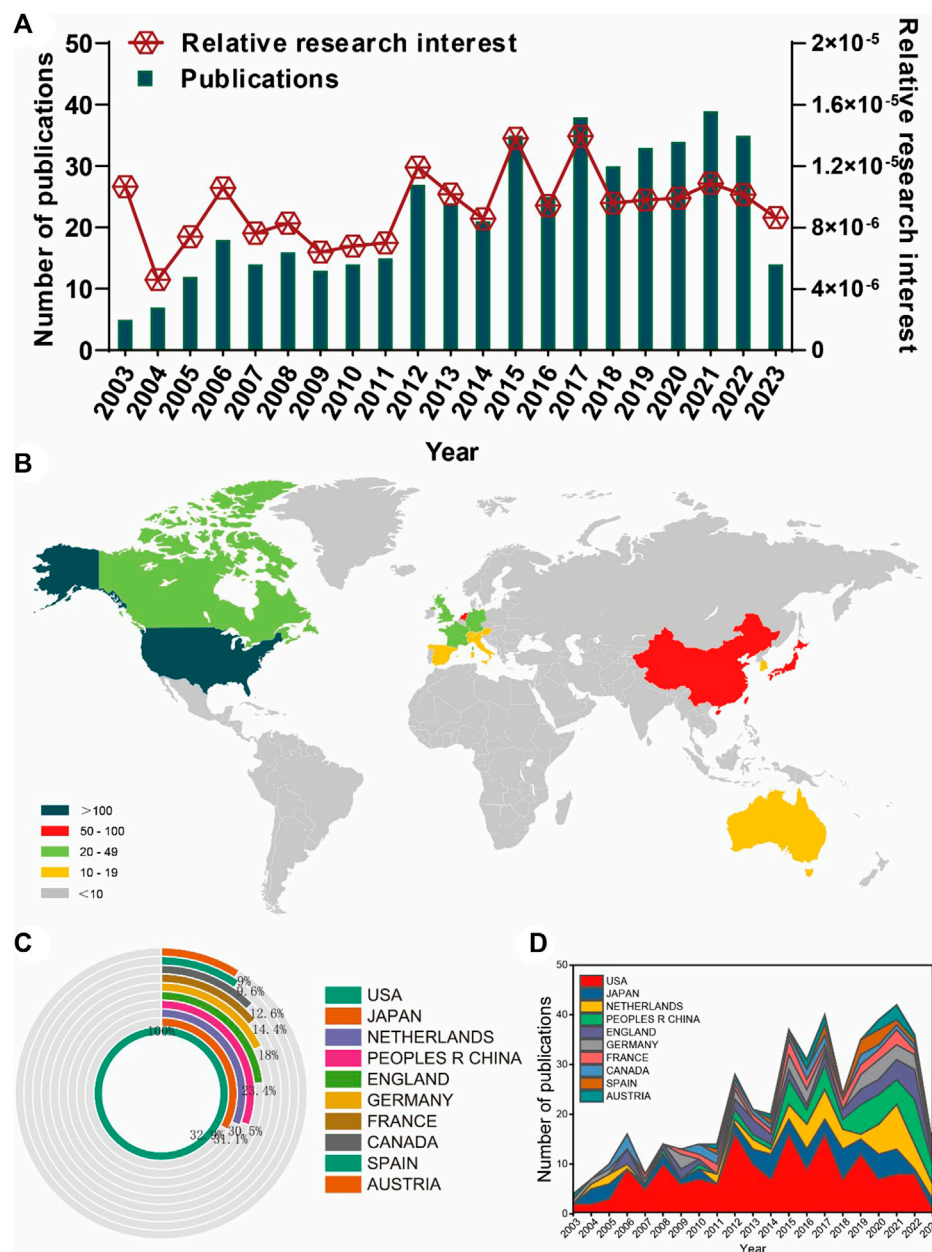 A
Relative research interest
Publications
Number of publications
50
40
30
20
10
0
2×10-5
1.6×10-5
1.2×10-5
8×10-6
4×10-6
0
Relative research interest
2003
2004
2005
2006
2007
2008
2009
2010
2011
2012
2013
2014
2015
2016
2017
2018
2019
2020
2021
2022
2023
Year
B
>100
50 - 100
20 - 49
10 - 19
<10
C
9%
9.6%
12.6%
14.4%
18%
23.4%
30.5%
31.1%
32.9%
100%
USA
JAPAN
NETHERLANDS
PEOPLES R CHINA
ENGLAND
GERMANY
FRANCE
CANADA
SPAIN
AUSTRIA
D
Number of publications
50
40
30
20
10
0
USA
JAPAN
NETHERLANDS
PEOPLES R CHINA
ENGLAND
GERMANY
FRANCE
CANADA
SPAIN
AUSTRIA
2003
2004
2005
2006
2007
2008
2009
2010
2011
2012
2013
2014
2015
2016
2017
2018
2019
2020
2021
2022
Year